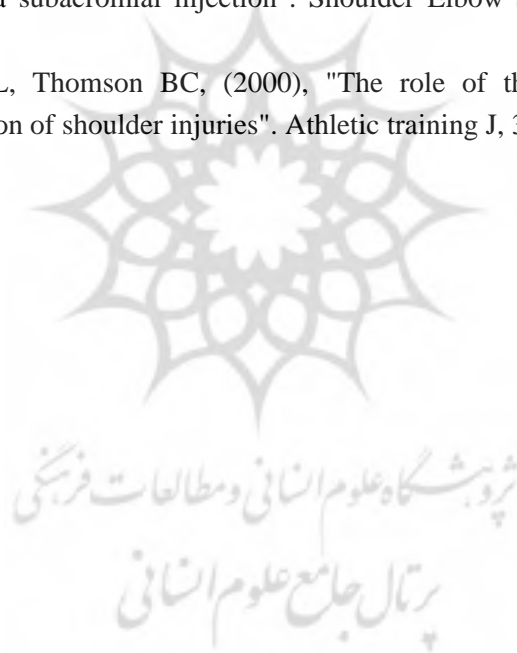 subacromial injection". Shoulder Elbow
L, Thomson BC, (2000), "The role of th
ion of shoulder injuries". Athletic training J, 3
پژوهشگاه علوم انسانی و مطالعات فرهنگی
پرتال جامع علوم انسانی